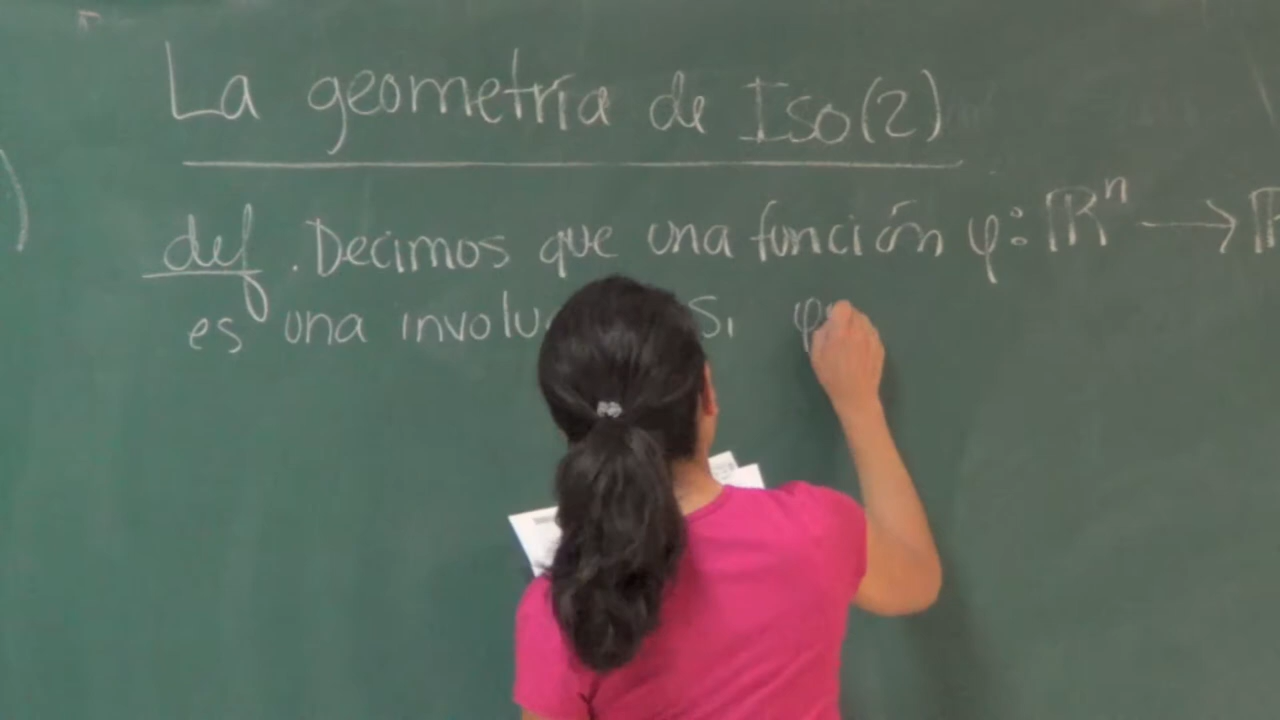 La geometría de Iso(2)
def. Decimos que una función φ: ℝⁿ → ℝ
es una involu si φ